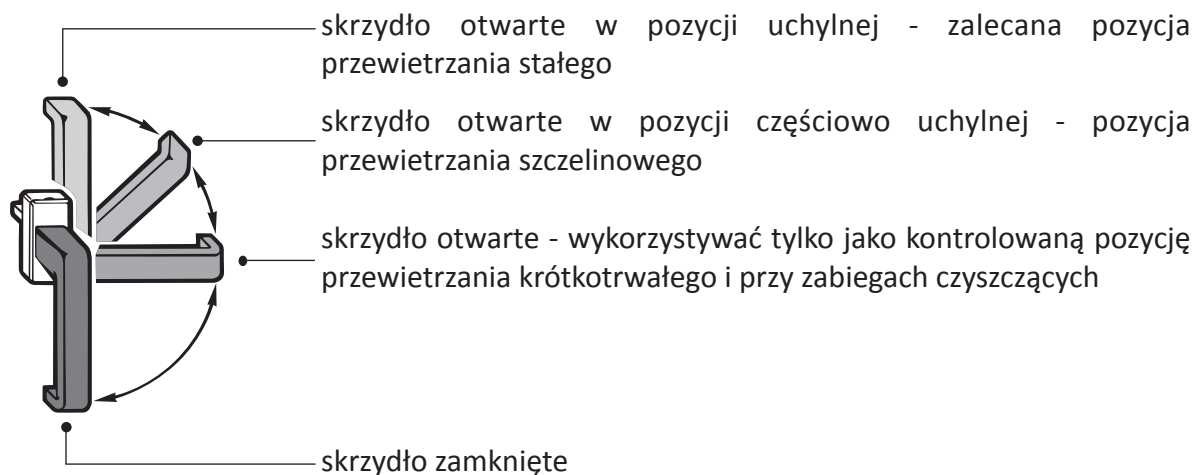 skrzydło otwarte w pozycji uchylnej - zalecana pozycja
przewietrzania stałego
skrzydło otwarte w pozycji częściowo uchylnej - pozycja
przewietrzania szczelinowego
skrzydło otwarte - wykorzystywać tylko jako kontrolowaną pozycję
przewietrzania krótkotrwałego i przy zabiegach czyszczących
skrzydło zamknięte